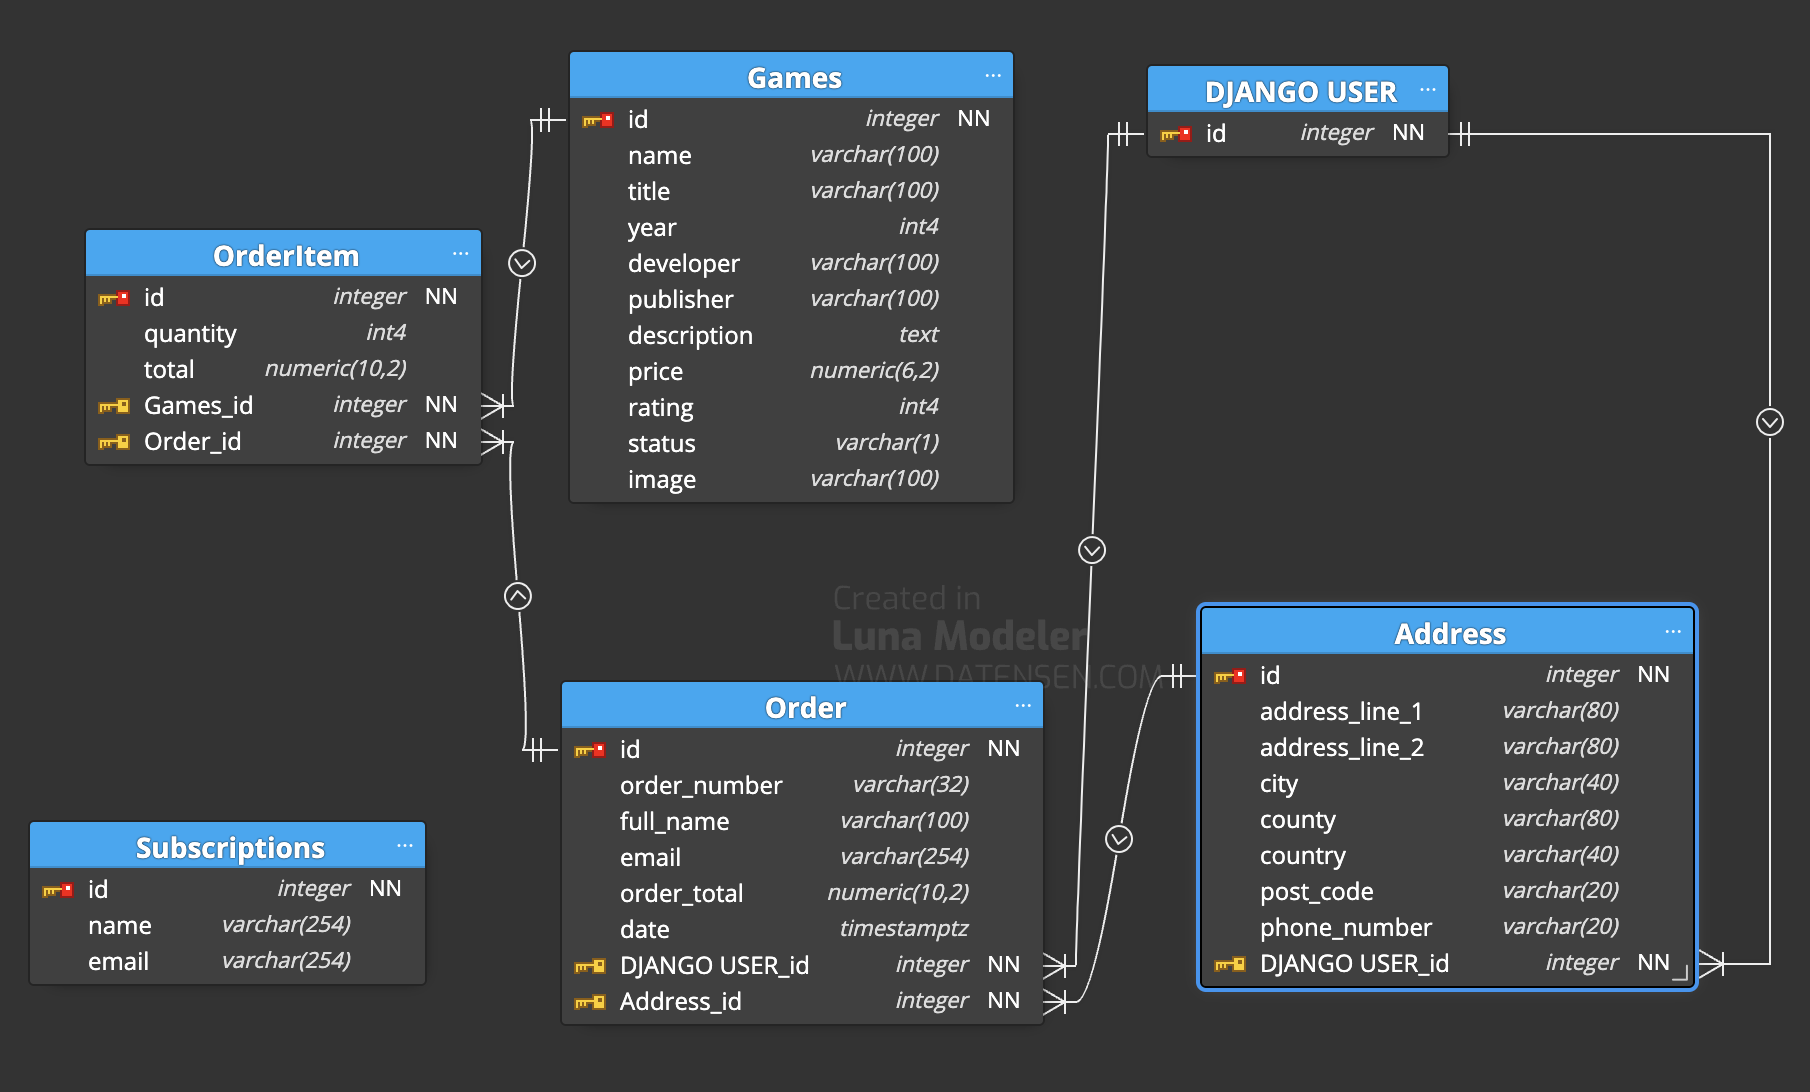 Games ...
id integer NN
name varchar(100)
title varchar(100)
year int4
developer varchar(100)
publisher varchar(100)
description text
price numeric(6,2)
rating int4
status varchar(1)
image varchar(100)
DJANGO USER ...
id integer NN
OrderItem ...
id integer NN
quantity int4
total numeric(10,2)
Games_id integer NN
Order_id integer NN
Created in
Luna Modeler
WWW.DATENSEN.COM
Address ...
id integer NN
address_line_1 varchar(80)
address_line_2 varchar(80)
city varchar(40)
county varchar(80)
country varchar(40)
post_code varchar(20)
phone_number varchar(20)
DJANGO USER_id integer NN
Order ...
id integer NN
order_number varchar(32)
full_name varchar(100)
email varchar(254)
order_total numeric(10,2)
date timestamptz
DJANGO USER_id integer NN
Address_id integer NN
Subscriptions ...
id integer NN
name varchar(254)
email varchar(254)